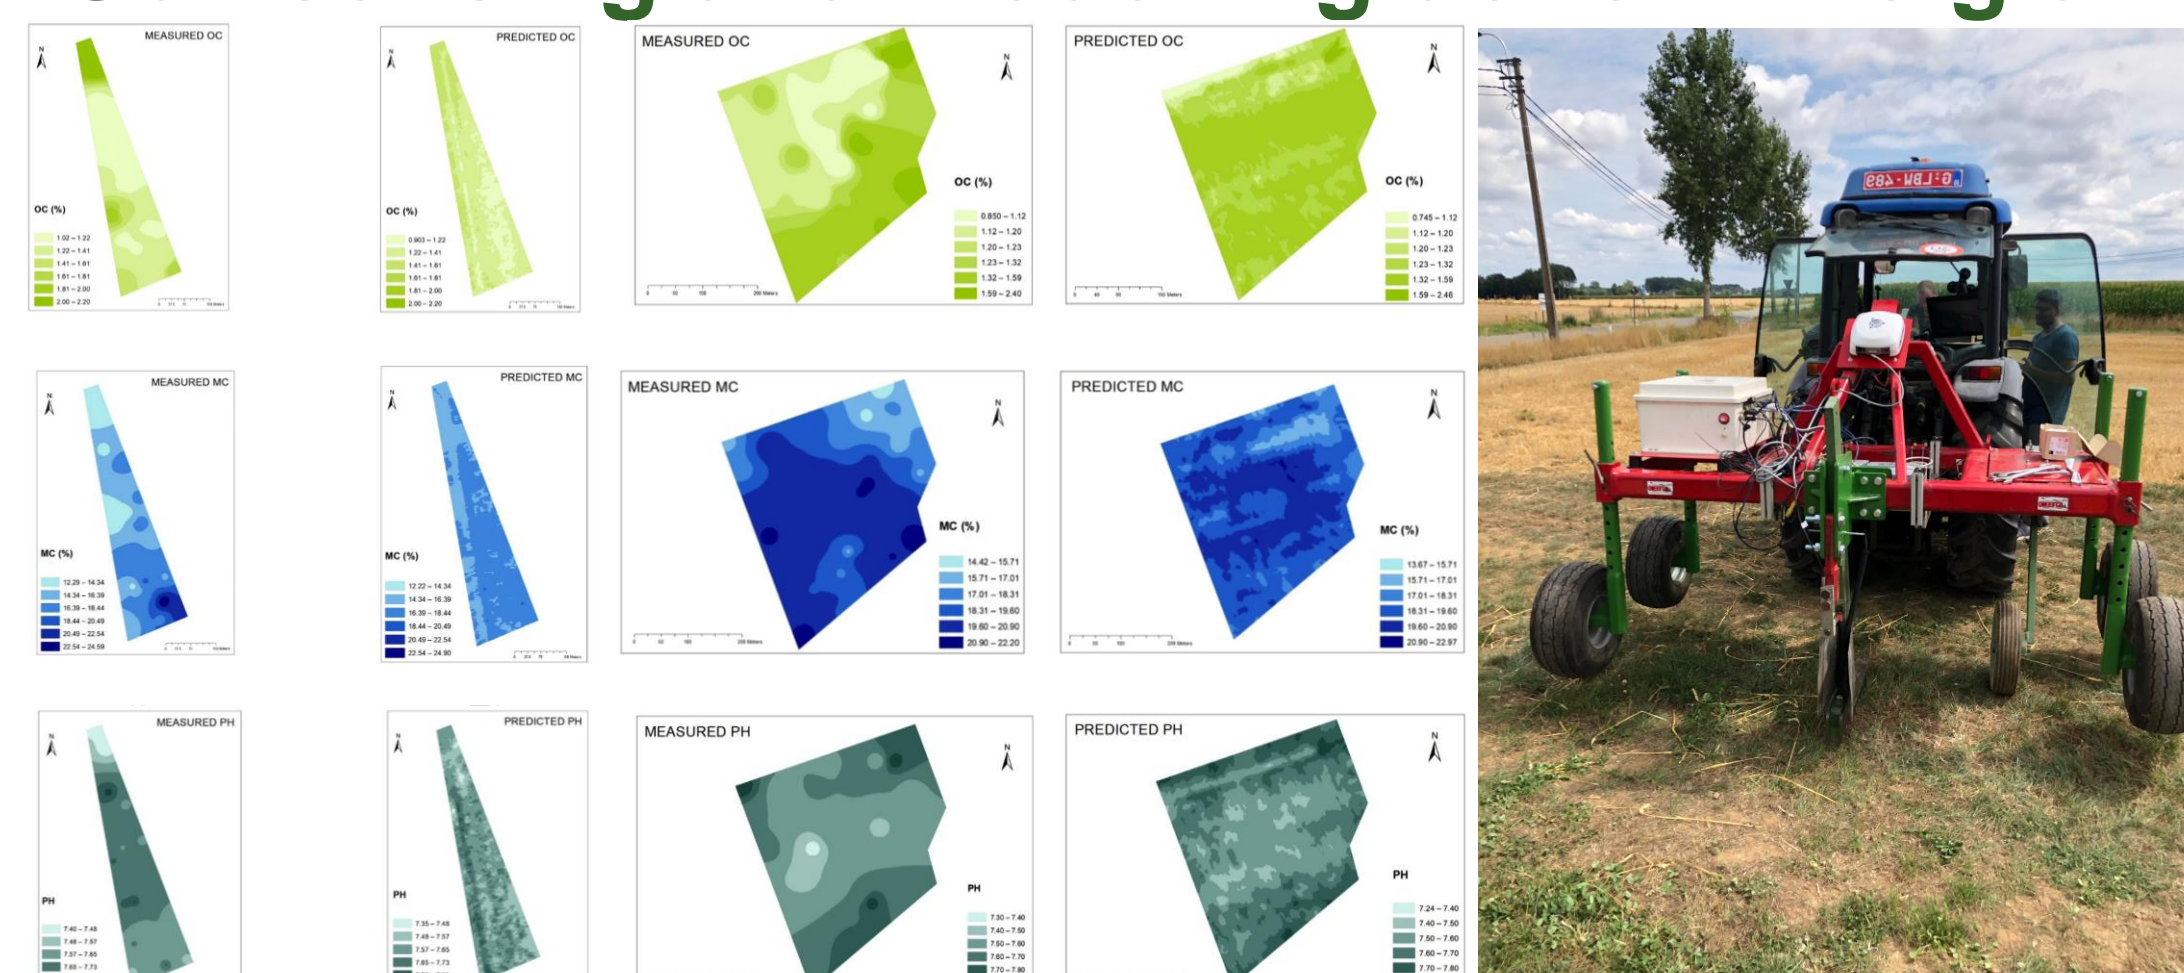 MEASURED OC
N
OC (%)
1.02 – 1.22
1.22 – 1.41
1.41 – 1.61
1.61 – 1.81
1.81 – 2.00
2.00 – 2.20
PREDICTED OC
N
OC (%)
0.903 – 1.22
1.22 – 1.41
1.41 – 1.61
1.61 – 1.81
1.81 – 2.00
2.00 – 2.20
MEASURED OC
N
OC (%)
0.850 – 1.12
1.12 – 1.20
1.20 – 1.23
1.23 – 1.32
1.32 – 1.59
1.59 – 2.40
PREDICTED OC
N
OC (%)
0.745 – 1.12
1.12 – 1.20
1.20 – 1.23
1.23 – 1.32
1.32 – 1.59
1.59 – 2.46
G-LBW-489
MEASURED MC
N
MC (%)
12.29 – 14.34
14.34 – 16.39
16.39 – 18.44
18.44 – 20.49
20.49 – 22.54
22.54 – 24.59
PREDICTED MC
N
MC (%)
12.22 – 14.34
14.34 – 16.39
16.39 – 18.44
18.44 – 20.49
20.49 – 22.54
22.54 – 24.90
MEASURED MC
N
MC (%)
14.42 – 15.71
15.71 – 17.01
17.01 – 18.31
18.31 – 19.60
19.60 – 20.90
20.90 – 22.20
PREDICTED MC
N
MC (%)
13.67 – 15.71
15.71 – 17.01
17.01 – 18.31
18.31 – 19.60
19.60 – 20.90
20.90 – 22.97
MEASURED PH
N
PH
7.40 – 7.48
7.48 – 7.57
7.57 – 7.65
7.65 – 7.73
PREDICTED PH
N
PH
7.35 – 7.48
7.48 – 7.57
7.57 – 7.65
7.65 – 7.73
MEASURED PH
N
PH
7.30 – 7.40
7.40 – 7.50
7.50 – 7.60
7.60 – 7.70
7.70 – 7.80
PREDICTED PH
N
PH
7.24 – 7.40
7.40 – 7.50
7.50 – 7.60
7.60 – 7.70
7.70 – 7.80